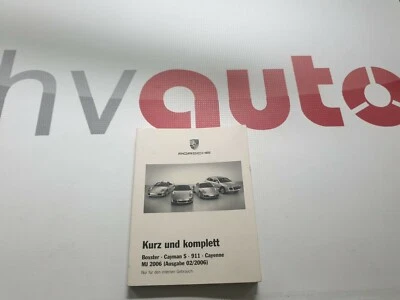 hvauto
PORSCHE
Kurz und komplett
Boxster · Cayman S · 911 · Cayenne
MJ 2006 (Ausgabe 02/2006)
Nur für den internen Gebrauch